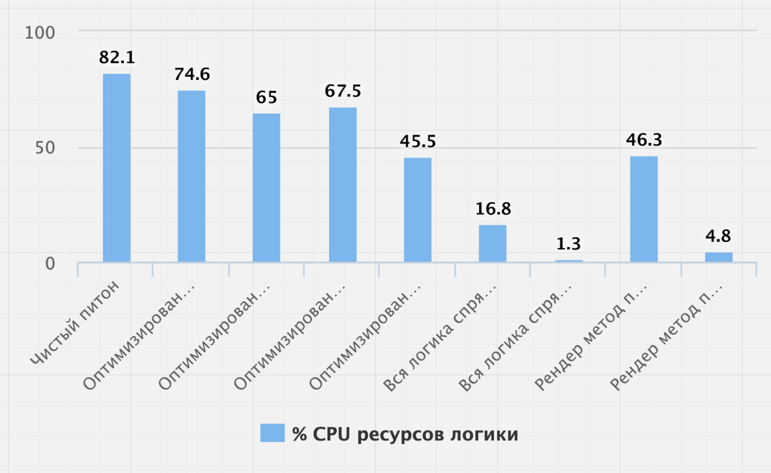 100
82.1
74.6
67.5
65
50
45.5
46.3
16.8
1.3
4.8
0
Чистый питон
Оптимизирован...
Оптимизирован...
Оптимизирован...
Оптимизирован...
Вся логика спря...
Вся логика спря...
Рендер метод п...
Рендер метод п...
% CPU ресурсов логики